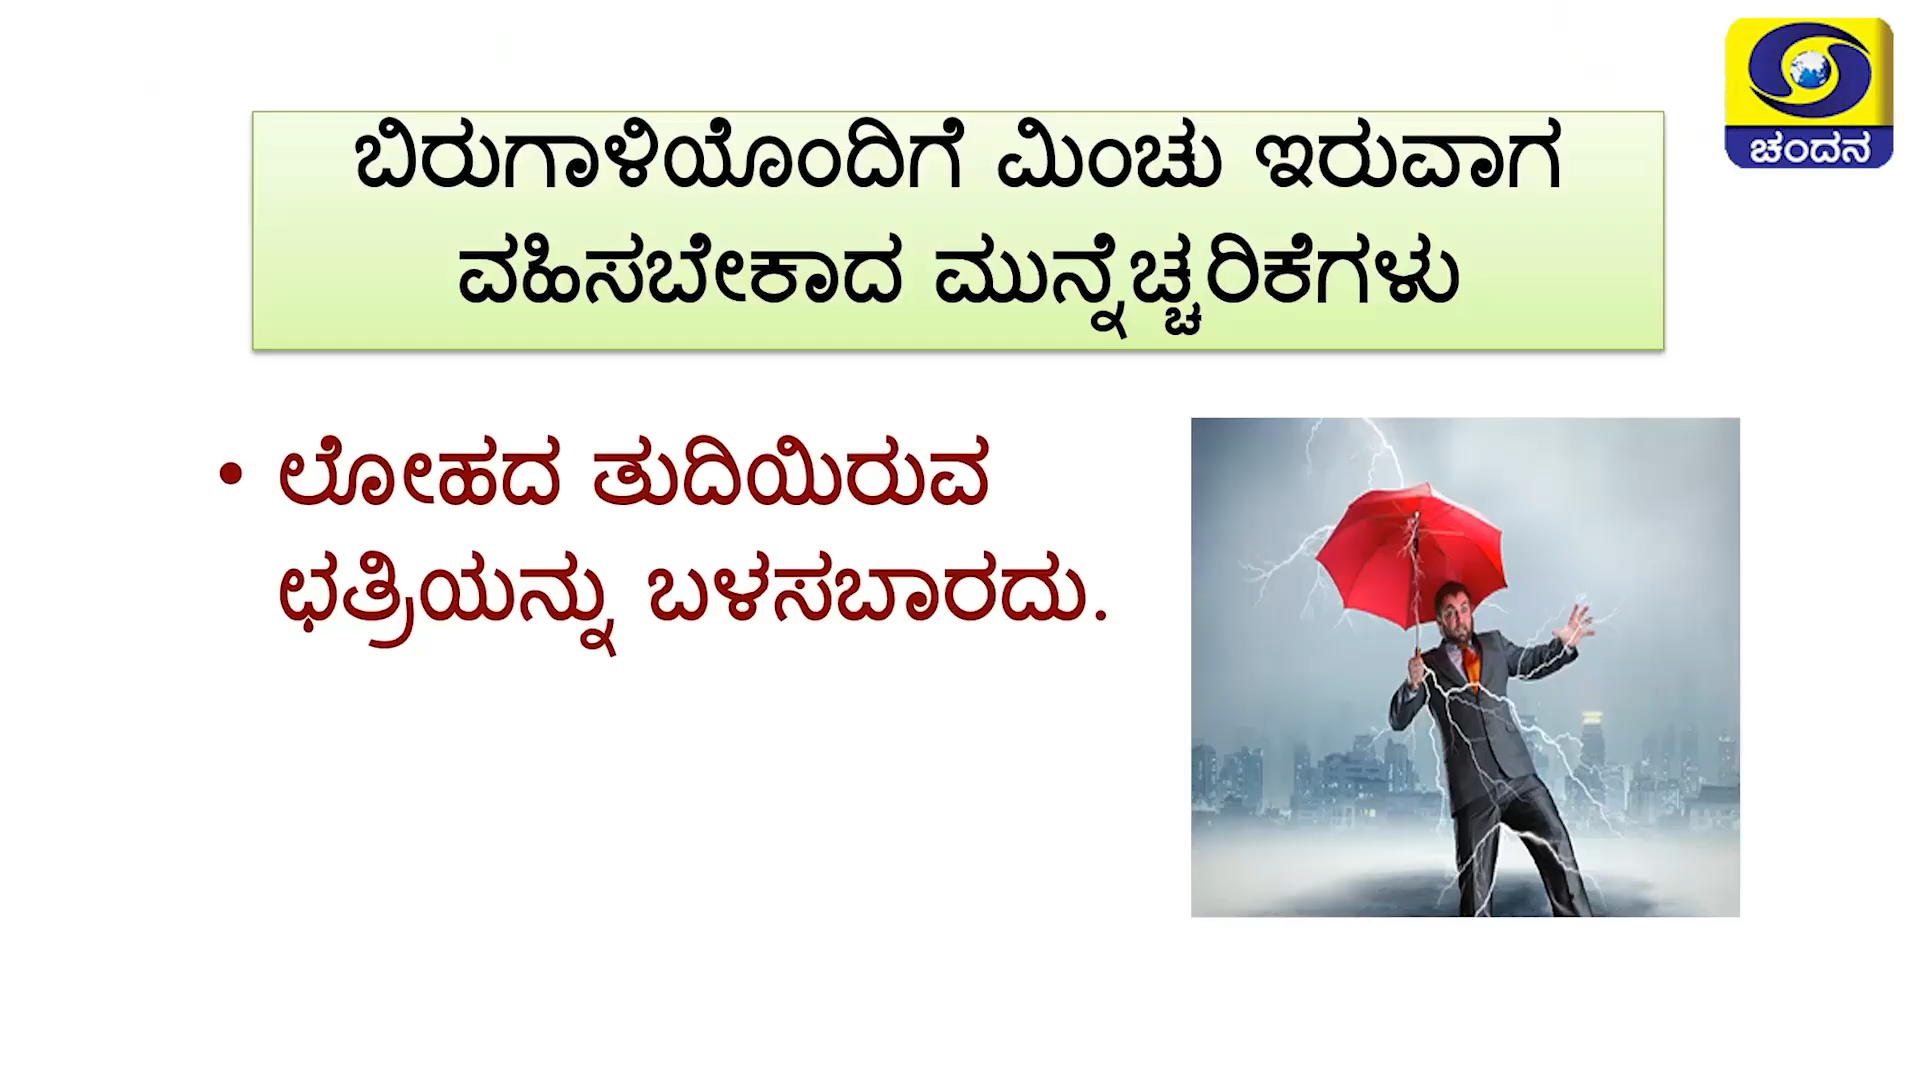 ಚಂದನ
ಬಿರುಗಾಳಿಯೊಂದಿಗೆ ಮಿಂಚು ಇರುವಾಗ
ವಹಿಸಬೇಕಾದ ಮುನ್ನೆಚ್ಚರಿಕೆಗಳು
• ಲೋಹದ ತುದಿಯಿರುವ
ಛತ್ರಿಯನ್ನು ಬಳಸಬಾರದು.